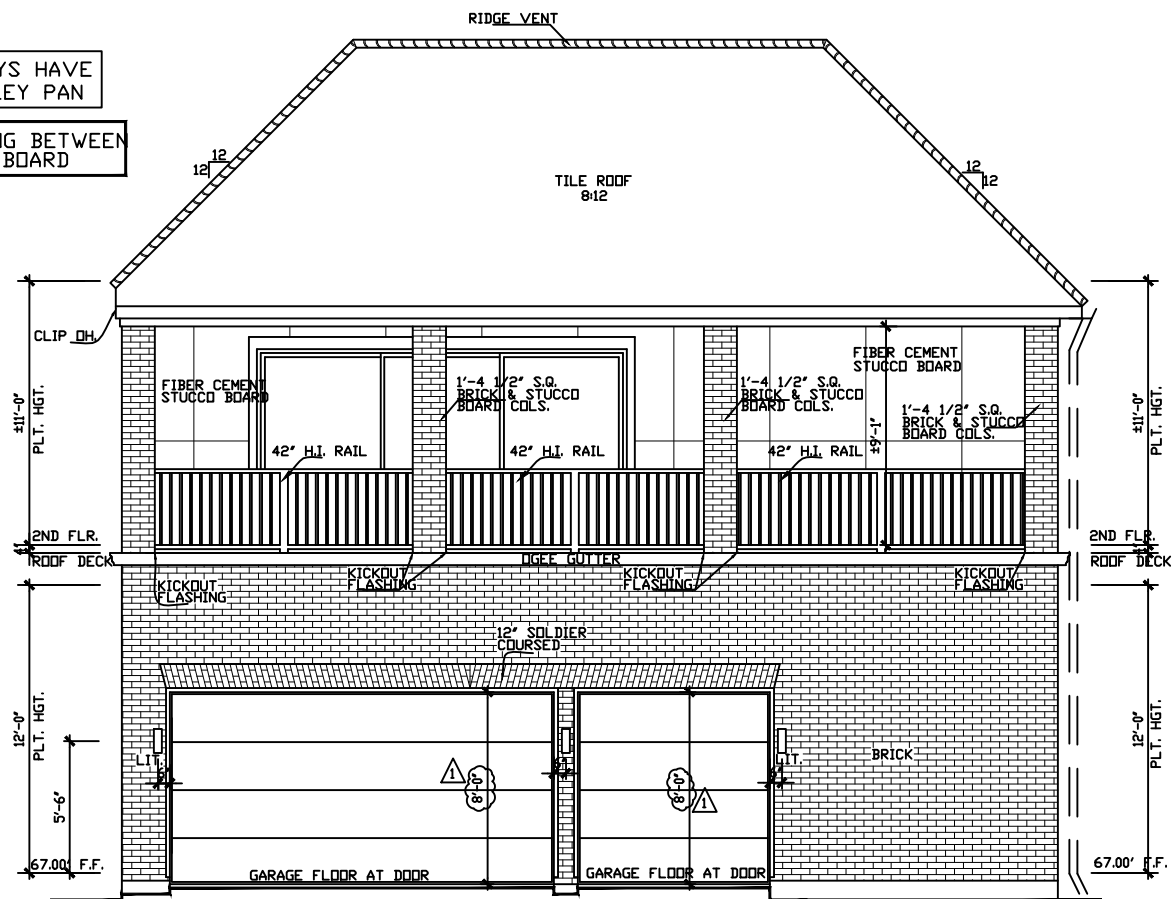 RIDGE VENT
YS HAVE
EY PAN
G BETWEEN
BOARD
12
12
12
12
TILE ROOF
8:12
CLIP OH.
±11'-0"
PLT. HGT.
FIBER CEMENT
STUCCO BOARD
1'-4 1/2" S.Q.
BRICK & STUCCO
BOARD COLS.
1'-4 1/2" S.Q.
BRICK & STUCCO
BOARD COLS.
FIBER CEMENT
STUCCO BOARD
1'-4 1/2" S.Q.
BRICK & STUCCO
BOARD COLS.
±9'-1"
±11'-0"
PLT. HGT.
42" H.I. RAIL
42" H.I. RAIL
42" H.I. RAIL
2ND FLR.
ROOF DECK
2ND FLR.
ROOF DECK
OGEE GUTTER
KICKOUT
FLASHING
KICKOUT
FLASHING
KICKOUT
FLASHING
KICKOUT
FLASHING
12" SOLDIER
COURSED
12'-0"
PLT. HGT.
5'-6"
LIT.
6"
1
8'-0"
6"
8'-0"
1
LIT.
BRICK
12'-0"
PLT. HGT.
67.00' F.F.
GARAGE FLOOR AT DOOR
GARAGE FLOOR AT DOOR
67.00' F.F.